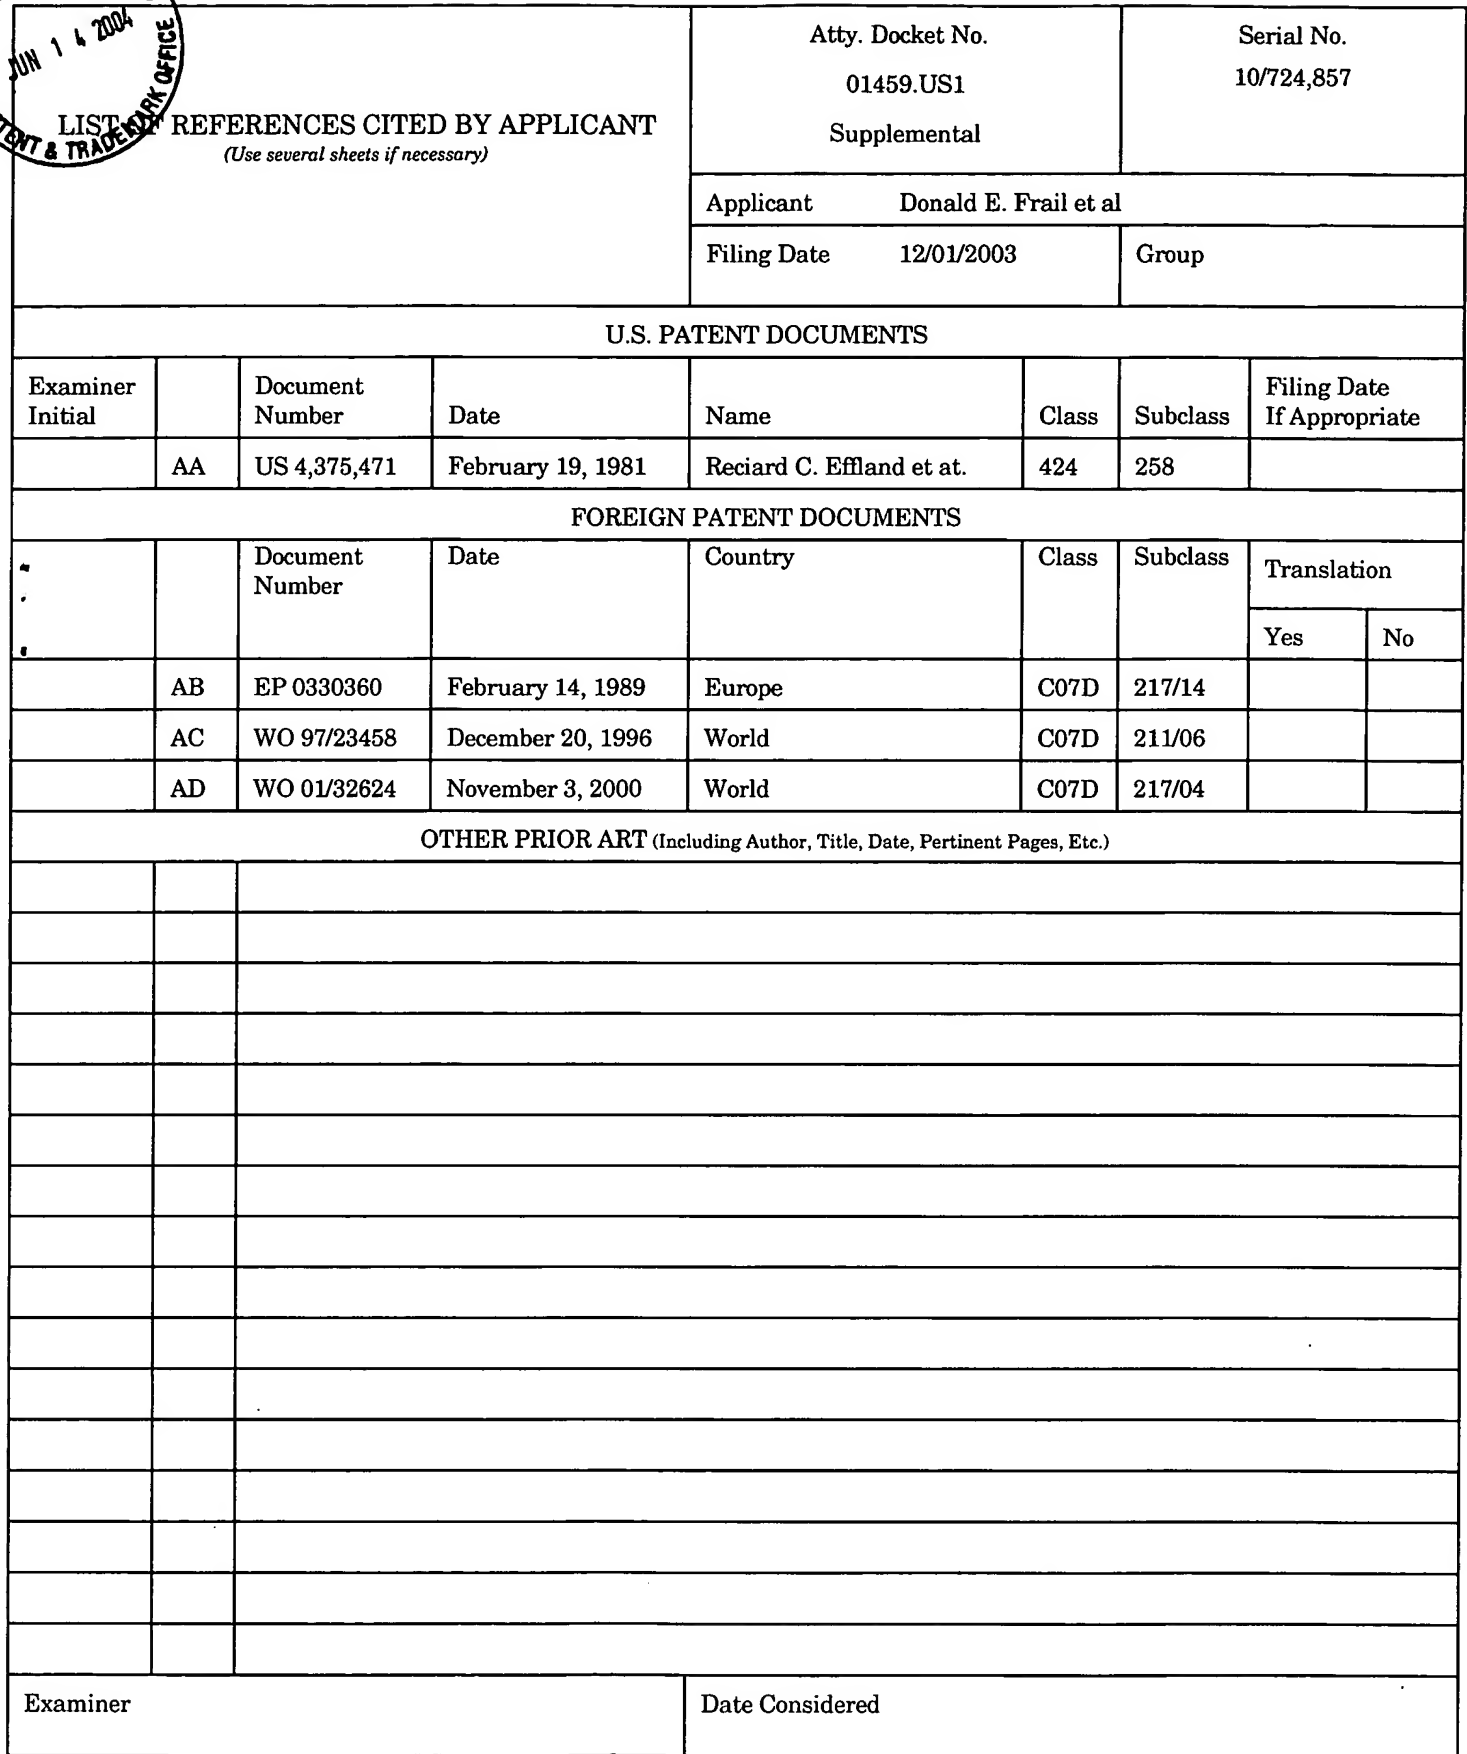 JUN 1 4 2004
TENT & TRADEMARK OFFICE
LIST OF REFERENCES CITED BY APPLICANT
(Use several sheets if necessary)
Atty. Docket No.
01459.US1
Supplemental
Serial No.
10/724,857
Applicant Donald E. Frail et al
Filing Date 12/01/2003 Group
U.S. PATENT DOCUMENTS
Examiner Initial Document Number Date Name Class Subclass Filing Date If Appropriate
AA US 4,375,471 February 19, 1981 Reciard C. Effland et at. 424 258
FOREIGN PATENT DOCUMENTS
Document Number Date Country Class Subclass Translation
Yes No
AB EP 0330360 February 14, 1989 Europe C07D 217/14
AC WO 97/23458 December 20, 1996 World C07D 211/06
AD WO 01/32624 November 3, 2000 World C07D 217/04
OTHER PRIOR ART (Including Author, Title, Date, Pertinent Pages, Etc.)
Examiner Date Considered